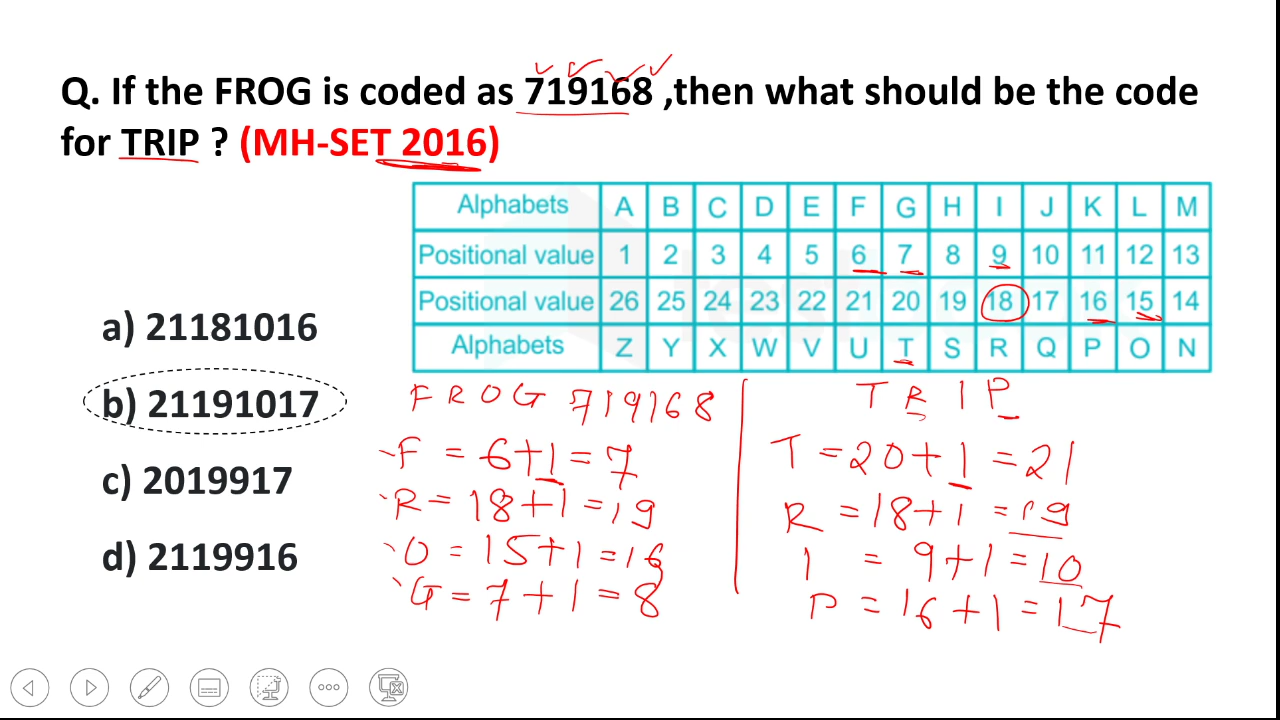 Q. If the FROG is coded as 719168 ,then what should be the code
for TRIP ? (MH-SET 2016)
Alphabets A B C D E F G H I J K L M
Positional value 1 2 3 4 5 6 7 8 9 10 11 12 13
Positional value 26 25 24 23 22 21 20 19 18 17 16 15 14
Alphabets Z Y X W V U T S R Q P O N
a) 21181016
b) 21191017
c) 2019917
d) 2119916
F R O G 719168
F = 6+1 = 7
R = 18+1 = 19
O = 15+1 = 16
G = 7+1 = 8
T R I P
T = 20+1 = 21
R = 18+1 = 19
I = 9+1 = 10
P = 16+1 = 17